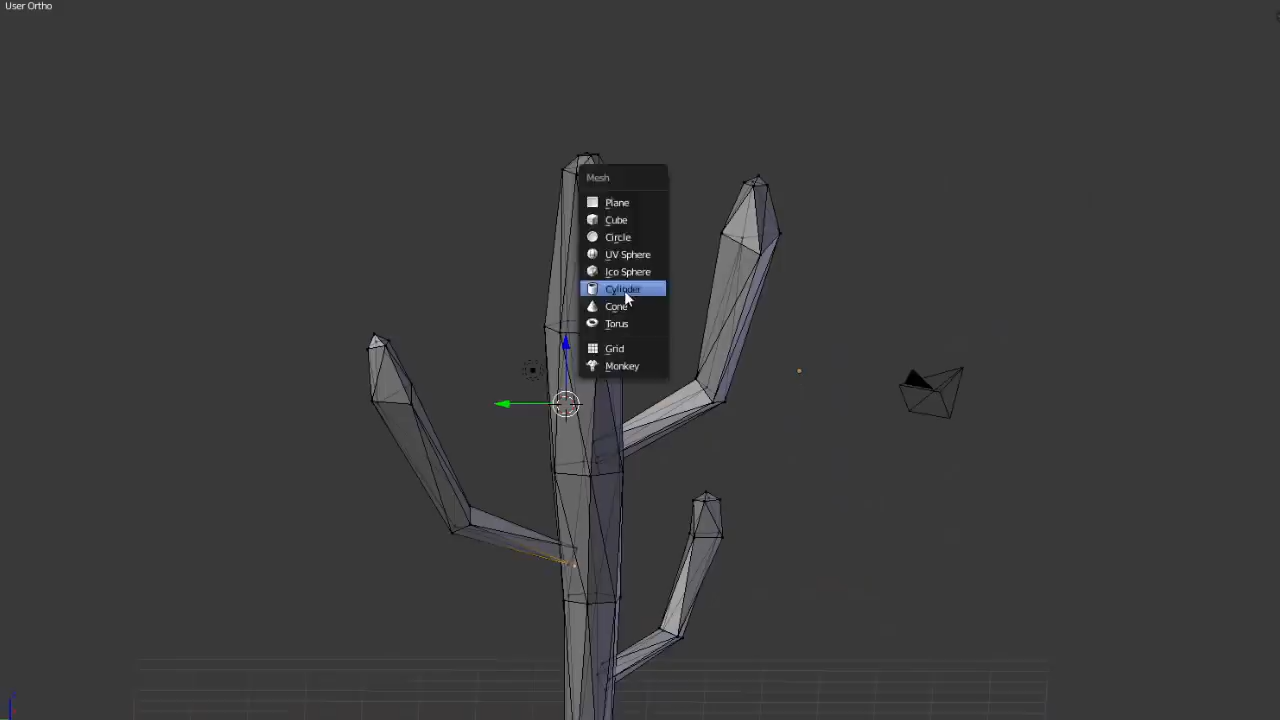 User Ortho
Mesh
Plane
Cube
Circle
UV Sphere
Ico Sphere
Cylinder
Cone
Torus
Grid
Monkey